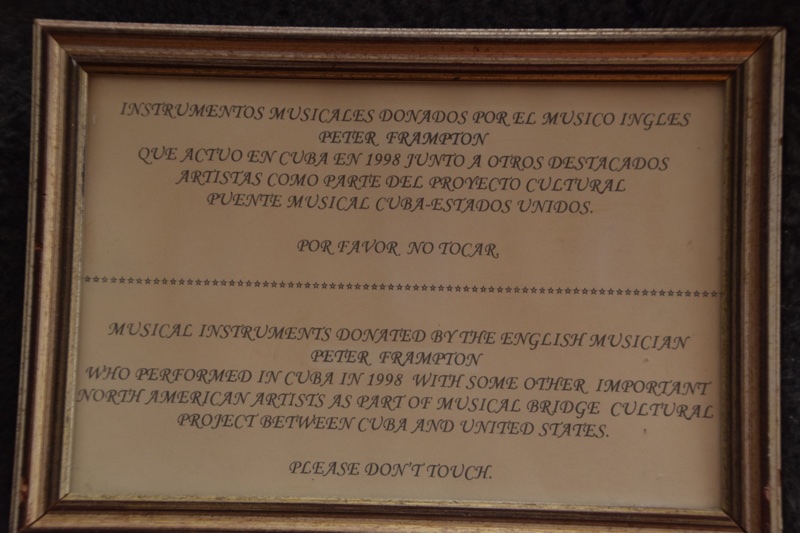 INSTRUMENTOS MUSICALES DONADOS POR EL MUSICO INGLES
PETER FRAMPTON
QUE ACTUO EN CUBA EN 1998 JUNTO A OTROS DESTACADOS
ARTISTAS COMO PARTE DEL PROYECTO CULTURAL
PUENTE MUSICAL CUBA-ESTADOS UNIDOS.
POR FAVOR NO TOCAR,
MUSICAL INSTRUMENTS DONATED BY THE ENGLISH MUSICIAN
PETER FRAMPTON
WHO PERFORMED IN CUBA IN 1998 WITH SOME OTHER IMPORTANT
NORTH AMERICAN ARTISTS AS PART OF MUSICAL BRIDGE CULTURAL
PROJECT BETWEEN CUBA AND UNITED STATES.
PLEASE DON'T TOUCH.